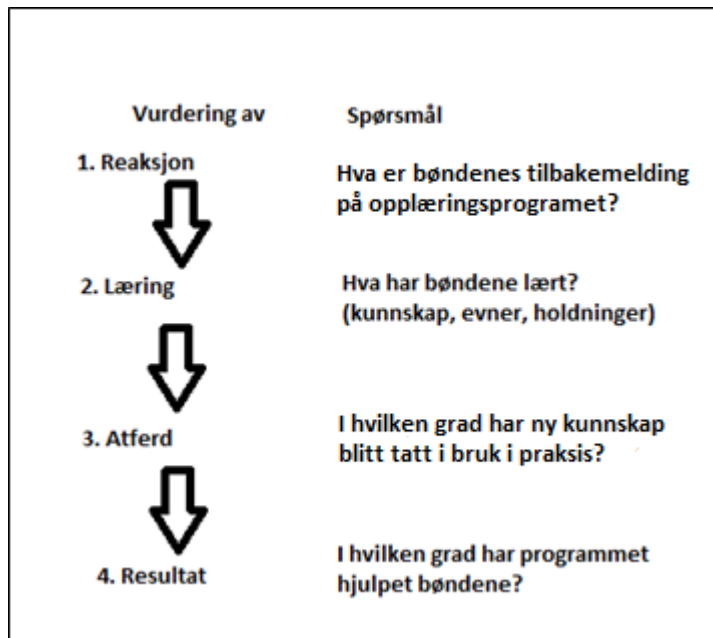 Vurdering av Spørsmål
1. Reaksjon
Hva er bøndenes tilbakemelding
på opplæringsprogramet?
2. Læring
Hva har bøndene lært?
(kunnskap, evner, holdninger)
3. Atferd
I hvilken grad har ny kunnskap
blitt tatt i bruk i praksis?
4. Resultat
I hvilken grad har programmet
hjulpet bøndene?